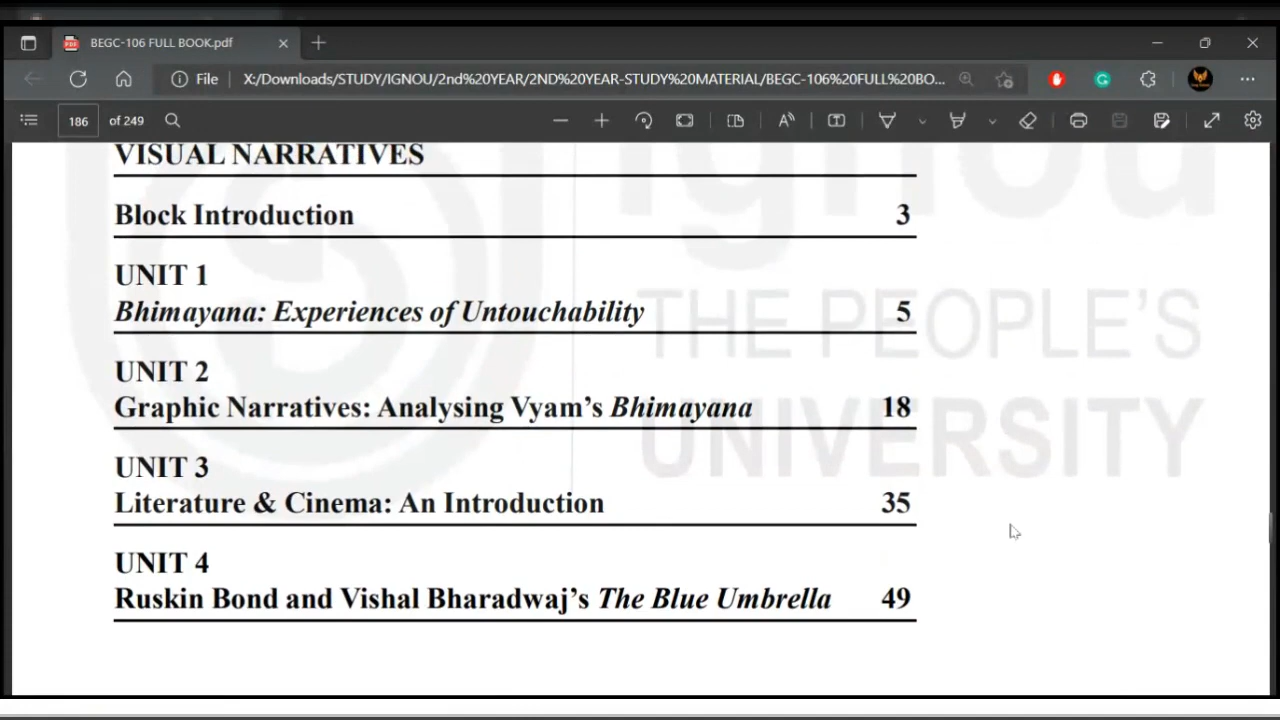 BEGC-106 FULL BOOK.pdf
File X:/Downloads/STUDY/IGNOU/2nd%20YEAR/2ND%20YEAR-STUDY%20MATERIAL/BEGC-106%20FULL%20BO...
186 of 249
VISUAL NARRATIVES
Block Introduction 3
UNIT 1
Bhimayana: Experiences of Untouchability 5
UNIT 2
Graphic Narratives: Analysing Vyam's Bhimayana 18
UNIT 3
Literature & Cinema: An Introduction 35
UNIT 4
Ruskin Bond and Vishal Bharadwaj's The Blue Umbrella 49
ignou
THE PEOPLE'S
UNIVERSITY